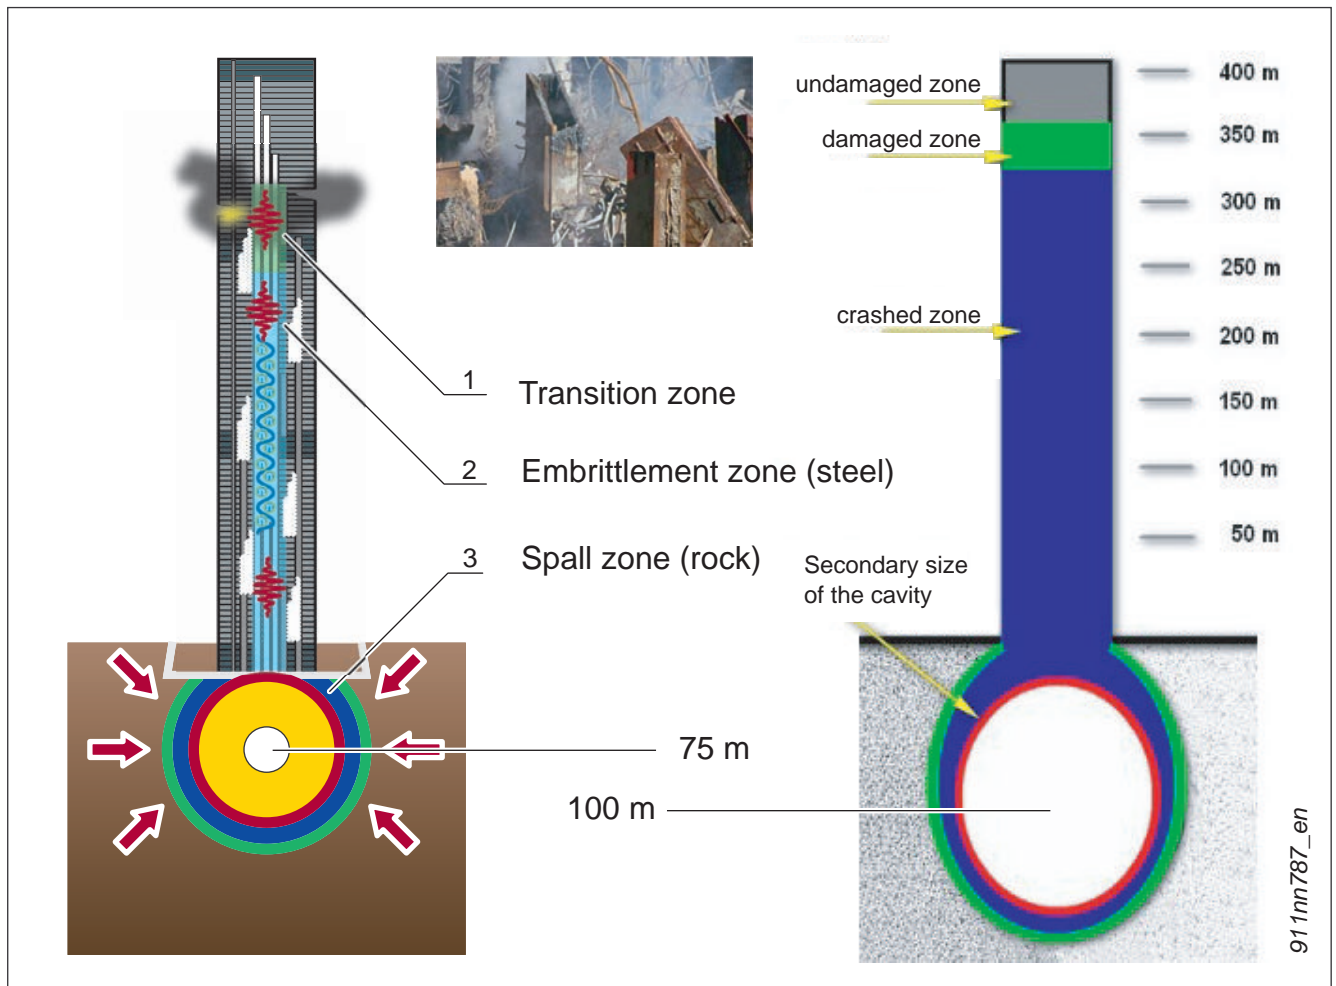 undamaged zone
damaged zone
crashed zone
400 m
350 m
300 m
250 m
200 m
150 m
100 m
50 m
1 Transition zone
2 Embrittlement zone (steel)
3 Spall zone (rock)
Secondary size
of the cavity
75 m
100 m
911nn787_en